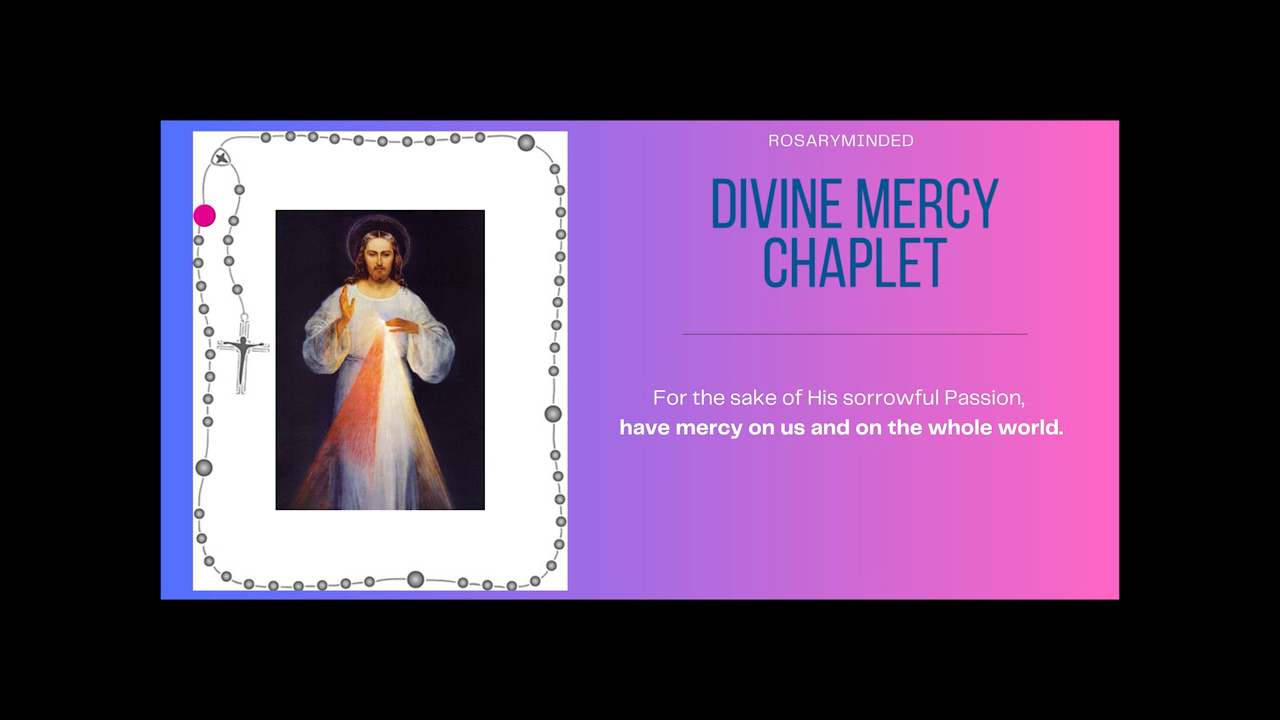 ROSARYMINDED
DIVINE MERCY
CHAPLET
For the sake of His sorrowful Passion,
have mercy on us and on the whole world.